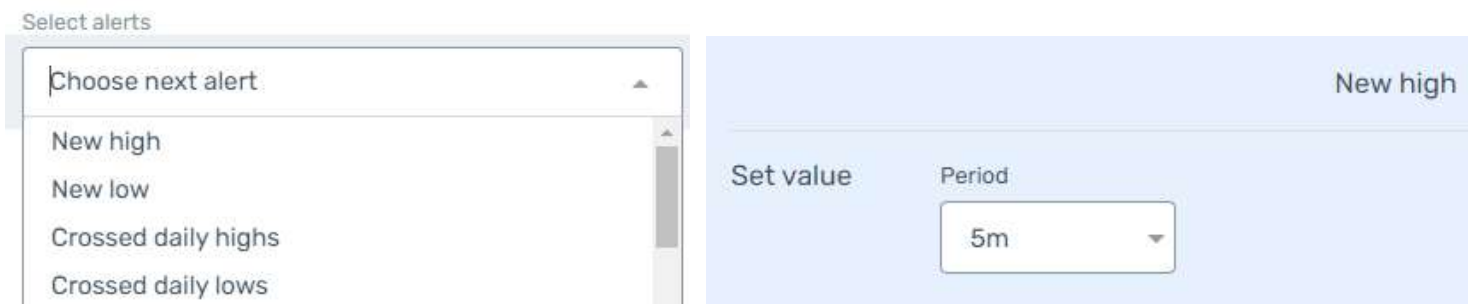 Select alerts
Choose next alert
New high
New low
Crossed daily highs
Crossed daily lows
New high
Set value
Period
5m